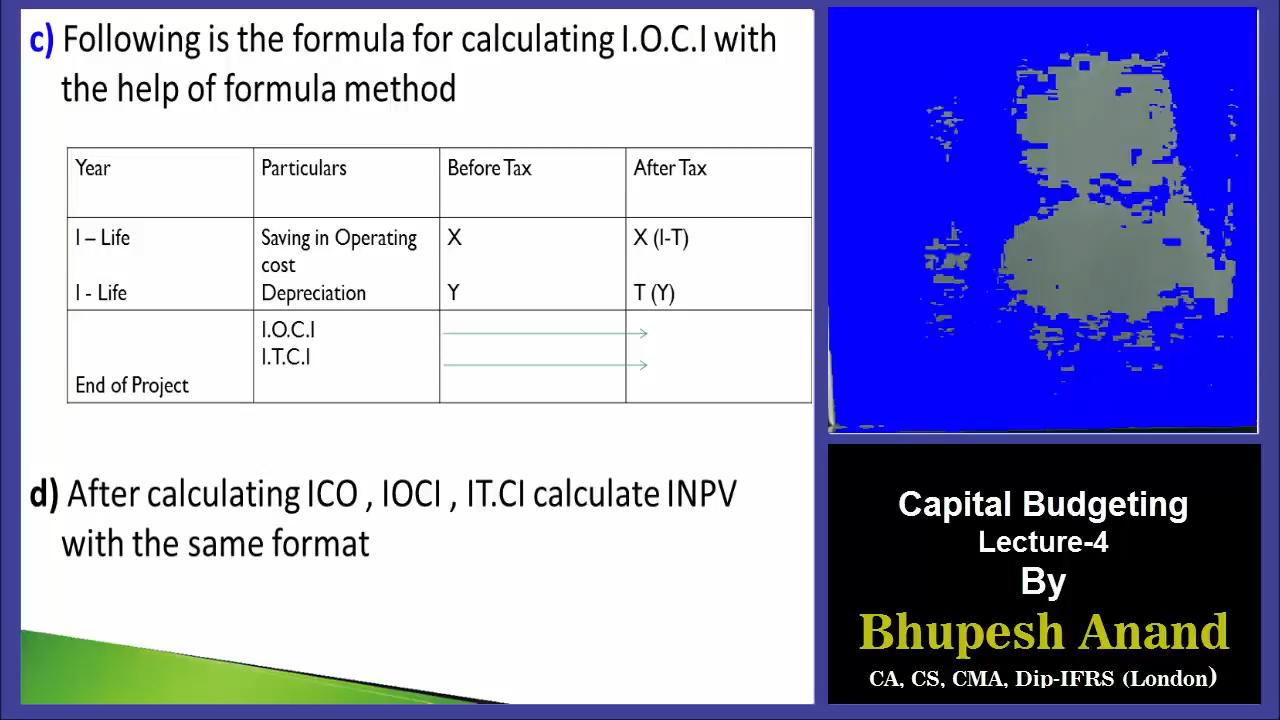 c) Following is the formula for calculating I.O.C.I with
the help of formula method
Year Particulars Before Tax After Tax
I – Life Saving in Operating cost X X (I-T)
I - Life Depreciation Y T (Y)
I.O.C.I
I.T.C.I
End of Project
d) After calculating ICO , IOCI , IT.CI calculate INPV
with the same format
Capital Budgeting
Lecture-4
By
Bhupesh Anand
CA, CS, CMA, Dip-IFRS (London)